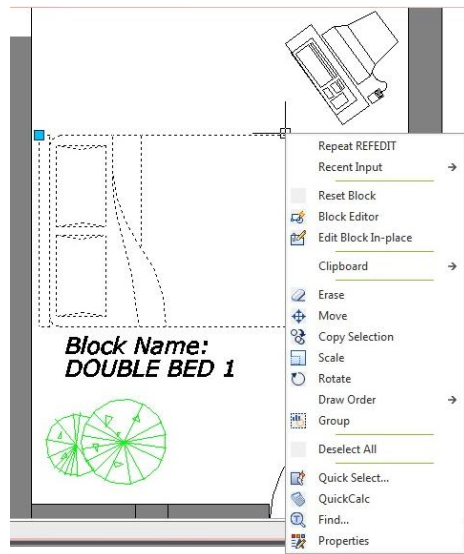 Repeat REFEDIT
Recent Input
Reset Block
Block Editor
Edit Block In-place
Clipboard
Erase
Move
Copy Selection
Scale
Rotate
Draw Order
Group
Deselect All
Quick Select...
QuickCalc
Find...
Properties
Block Name:
DOUBLE BED 1